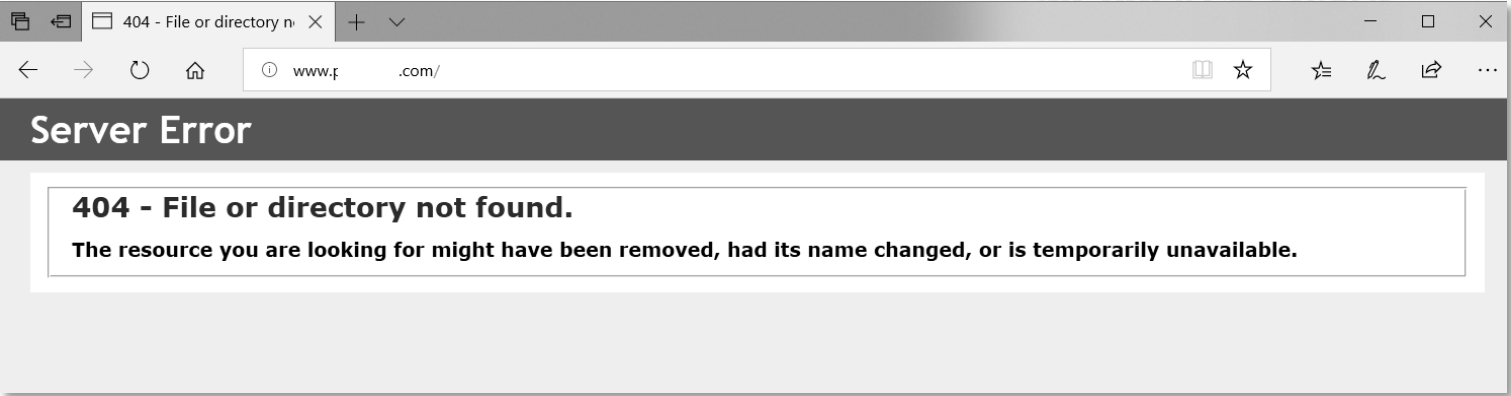 404 - File or directory n
www.p .com/
Server Error
404 - File or directory not found.
The resource you are looking for might have been removed, had its name changed, or is temporarily unavailable.